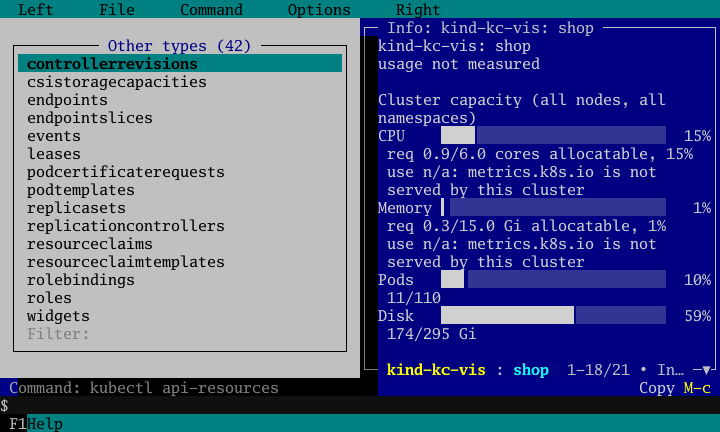 Left File Command Options Right
Other types (42)
controllerrevisions
csistoragecapacities
endpoints
endpointslices
events
leases
podcertificaterequests
podtemplates
replicasets
replicationcontrollers
resourceclaims
resourceclaimtemplates
rolebindings
roles
widgets
Filter:
Info: kind-kc-vis: shop
kind-kc-vis: shop
usage not measured
Cluster capacity (all nodes, all
namespaces)
CPU 15%
req 0.9/6.0 cores allocatable, 15%
use n/a: metrics.k8s.io is not
served by this cluster
Memory 1%
req 0.3/15.0 Gi allocatable, 1%
use n/a: metrics.k8s.io is not
served by this cluster
Pods 10%
11/110
Disk 59%
174/295 Gi
kind-kc-vis : shop 1-18/21 • In… ─▼
Command: kubectl api-resources
Copy M-c
$
F1Help